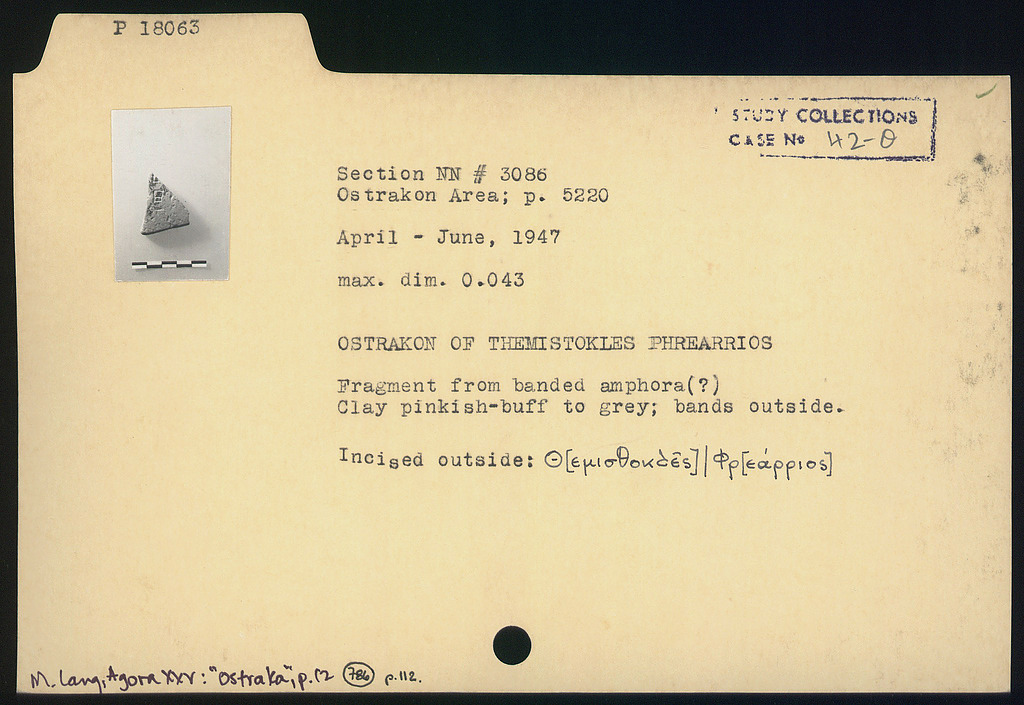 P 18063
STUDY COLLECTIONS
CASE No 42-θ
Section NN # 3086
Ostrakon Area; p. 5220
April - June, 1947
max. dim. 0.043
OSTRAKON OF THEMISTOKLES PHREARRIOS
Fragment from banded amphora(?)
Clay pinkish-buff to grey; bands outside.
Incised outside: Θ[εμισθοκλε͂ς]|Φρ[εάρριος]
M. Lang, Agora XXV: "Ostraka", p. 12 786 p. 112.